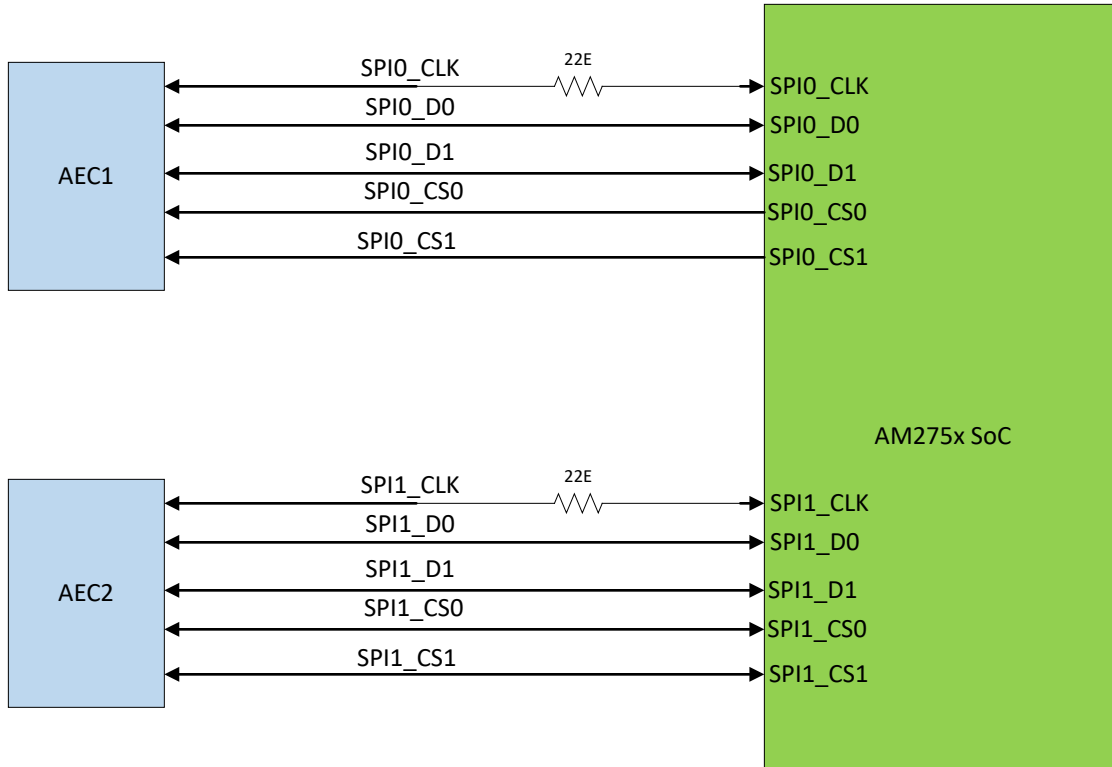 22E
SPI0_CLK
SPI0_CLK
SPI0_D0
SPI0_D0
SPI0_D1
SPI0_D1
AEC1
SPI0_CS0
SPI0_CS0
SPI0_CS1
SPI0_CS1
AM275x SoC
22E
SPI1_CLK
SPI1_CLK
SPI1_D0
SPI1_D0
SPI1_D1
SPI1_D1
AEC2
SPI1_CS0
SPI1_CS0
SPI1_CS1
SPI1_CS1